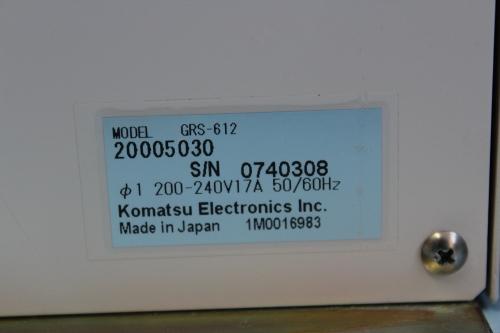 MODEL GRS-612
20005030
S/N 0740308
φ1 200-240V17A 50/60Hz
Komatsu Electronics Inc.
Made in Japan 1M0016983